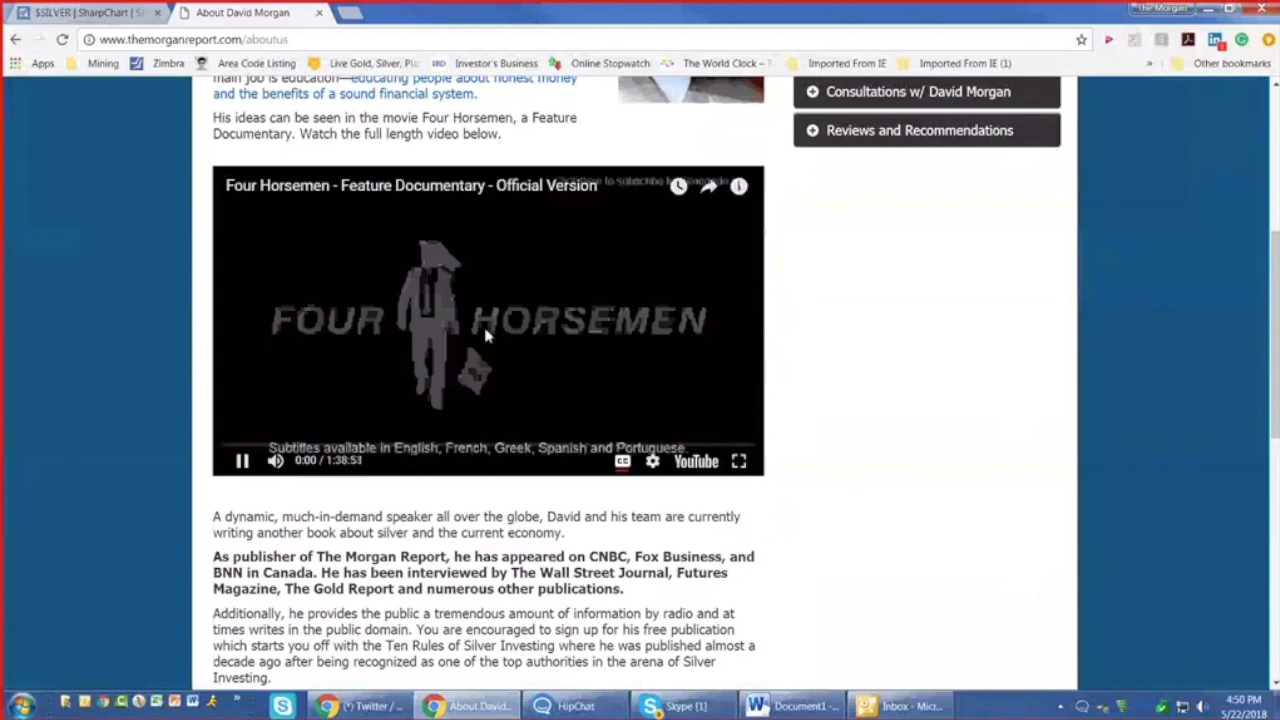 $SILVER | SharpChart | S
About David Morgan
The Morgan
www.themorganreport.com/aboutus
Apps
Mining
Zimbra
Area Code Listing
Live Gold, Silver, Pla
IBD
Investor's Business
Online Stopwatch
The World Clock – T
Imported From IE
Imported From IE (1)
»
Other bookmarks
main job is education—educating people about honest money
and the benefits of a sound financial system.
His ideas can be seen in the movie Four Horsemen, a Feature
Documentary. Watch the full length video below.
Consultations w/ David Morgan
Reviews and Recommendations
Four Horsemen - Feature Documentary - Official Version
FOUR HORSEMEN
Subtitles available in English, French, Greek, Spanish and Portuguese.
0:00 / 1:38:53
CC
YouTube
A dynamic, much-in-demand speaker all over the globe, David and his team are currently
writing another book about silver and the current economy.
As publisher of The Morgan Report, he has appeared on CNBC, Fox Business, and
BNN in Canada. He has been interviewed by The Wall Street Journal, Futures
Magazine, The Gold Report and numerous other publications.
Additionally, he provides the public a tremendous amount of information by radio and at
times writes in the public domain. You are encouraged to sign up for his free publication
which starts you off with the Ten Rules of Silver Investing where he was published almost a
decade ago after being recognized as one of the top authorities in the arena of Silver
Investing.
»
(*) Twitter / ...
About David...
HipChat
Skype [1]
Document1 -...
Inbox - Micr...
4:50 PM
5/22/2018